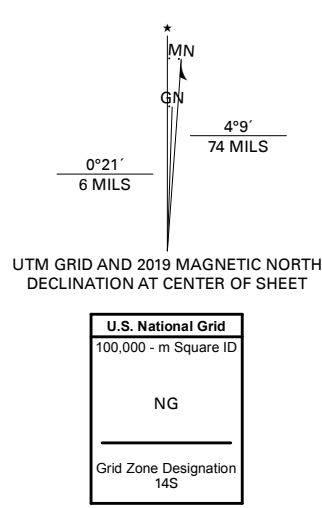 ★
MN
GN
4°9´
74 MILS
0°21´
6 MILS
UTM GRID AND 2019 MAGNETIC NORTH
DECLINATION AT CENTER OF SHEET
U.S. National Grid
100,000 - m Square ID
NG
Grid Zone Designation
14S